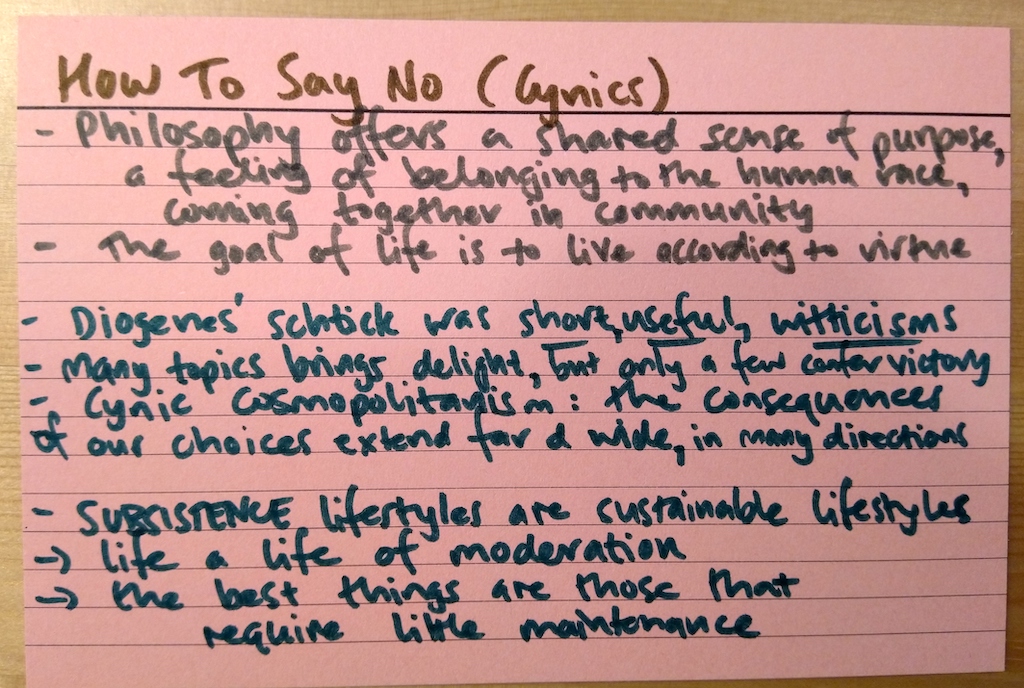 How To Say No (Cynics)
- Philosophy offers a shared sense of purpose,
a feeling of belonging to the human race,
coming together in community
- The goal of life is to live according to virtue
- Diogenes' schtick was short, useful, witticisms
- Many topics brings delight, but only a few confer victory
- Cynic Cosmopolitanism: the consequences
of our choices extend far & wide, in many directions
- SUBSISTENCE lifestyles are sustainable lifestyles
→ life a life of moderation
→ the best things are those that
require little maintenance